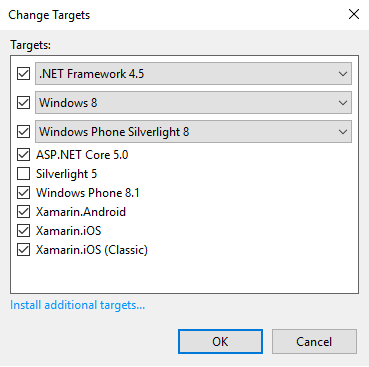 Change Targets
Targets:
.NET Framework 4.5
Windows 8
Windows Phone Silverlight 8
ASP.NET Core 5.0
Silverlight 5
Windows Phone 8.1
Xamarin.Android
Xamarin.iOS
Xamarin.iOS (Classic)
Install additional targets...
OK Cancel